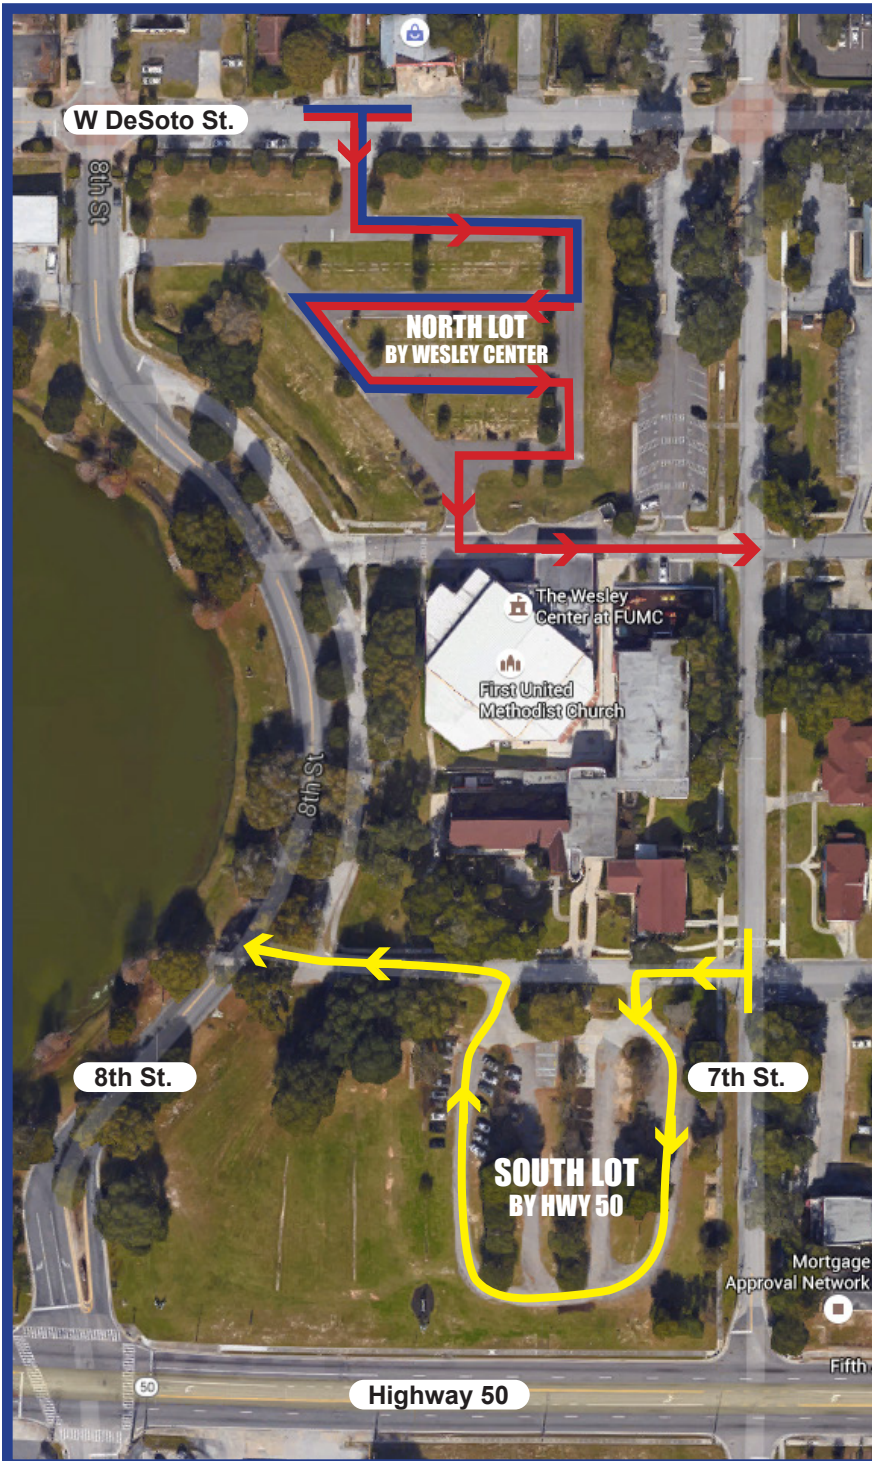 W DeSoto St.
8th St
NORTH LOT
BY WESLEY CENTER
The Wesley
Center at FUMC
First United
Methodist Church
8th St
8th St.
7th St.
SOUTH LOT
BY HWY 50
Mortgage
Approval Network
Fifth
50
Highway 50